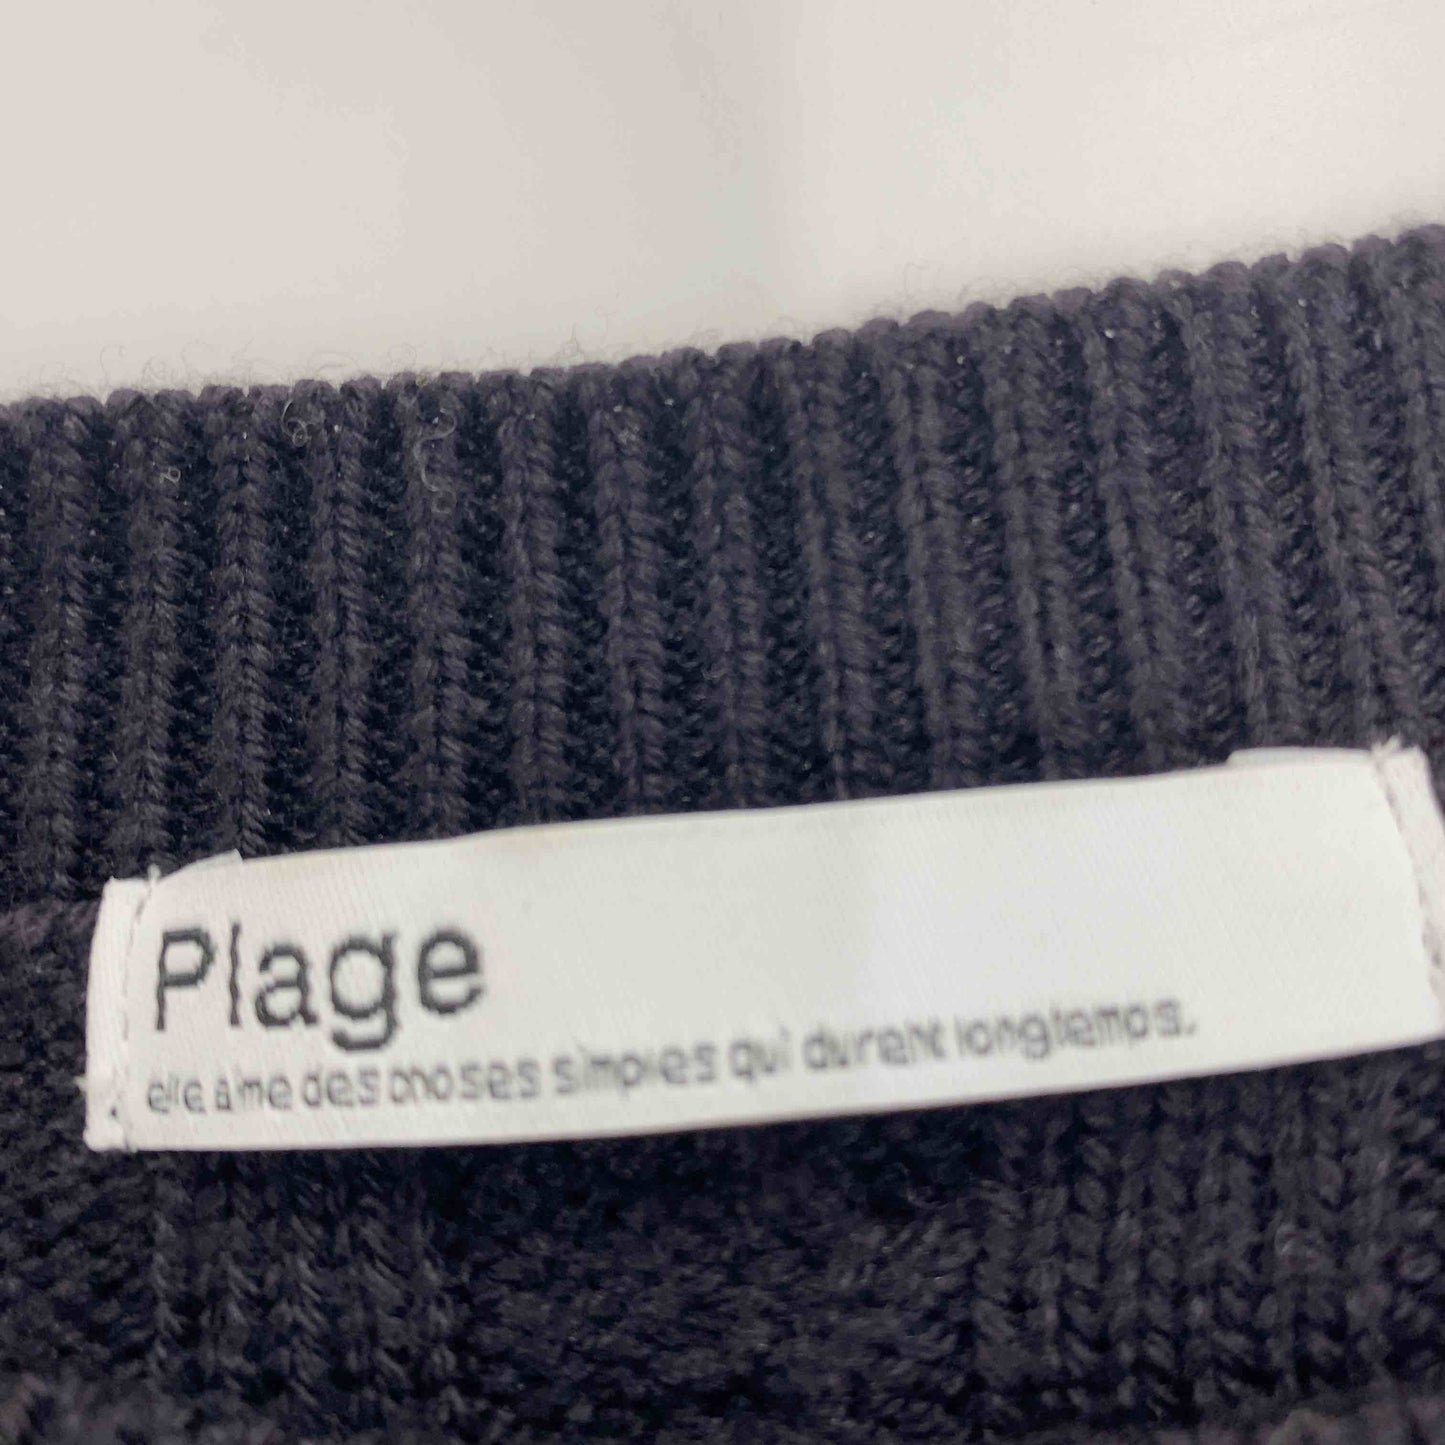 Plage
elle aime des choses simples qui durent longtemps.